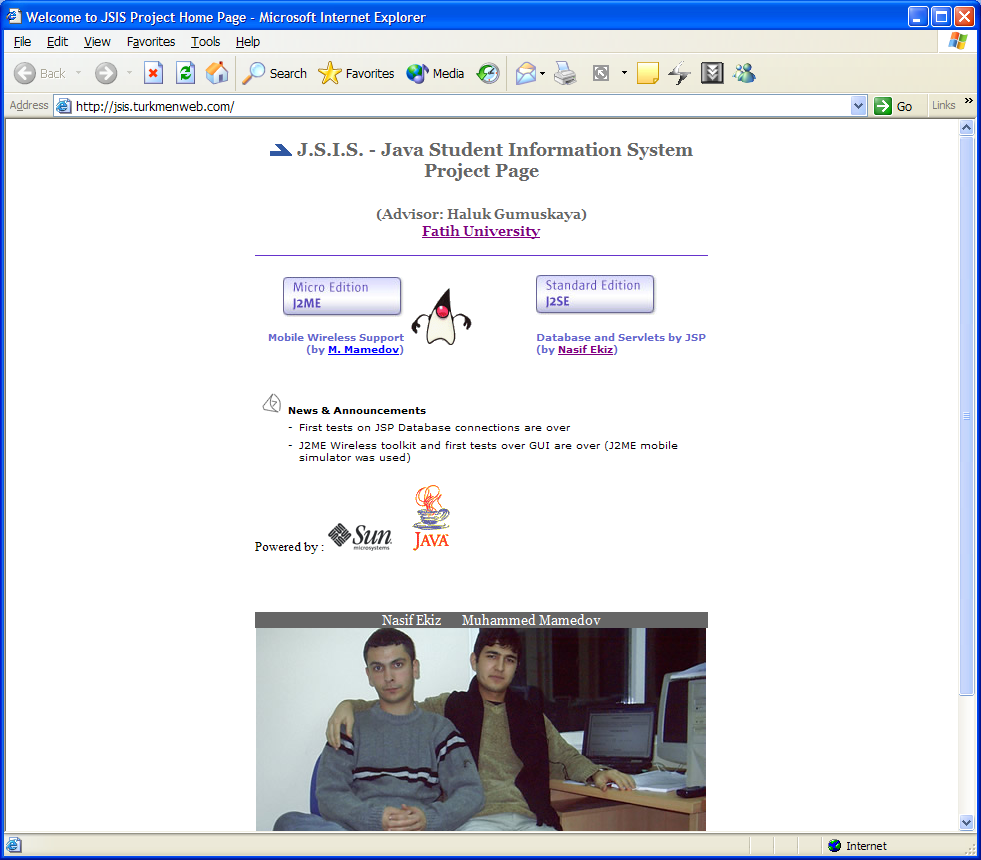 Welcome to JSIS Project Home Page - Microsoft Internet Explorer
File Edit View Favorites Tools Help
Back Search Favorites Media
Address http://jsis.turkmenweb.com/ Go Links »
J.S.I.S. - Java Student Information System
Project Page
(Advisor: Haluk Gumuskaya)
Fatih University
Micro Edition
J2ME
Standard Edition
J2SE
Mobile Wireless Support
(by M. Mamedov)
Database and Servlets by JSP
(by Nasif Ekiz)
News & Announcements
- First tests on JSP Database connections are over
- J2ME Wireless toolkit and first tests over GUI are over (J2ME mobile
simulator was used)
Powered by :
Sun
microsystems
JAVA
Nasif Ekiz Muhammed Mamedov
Internet